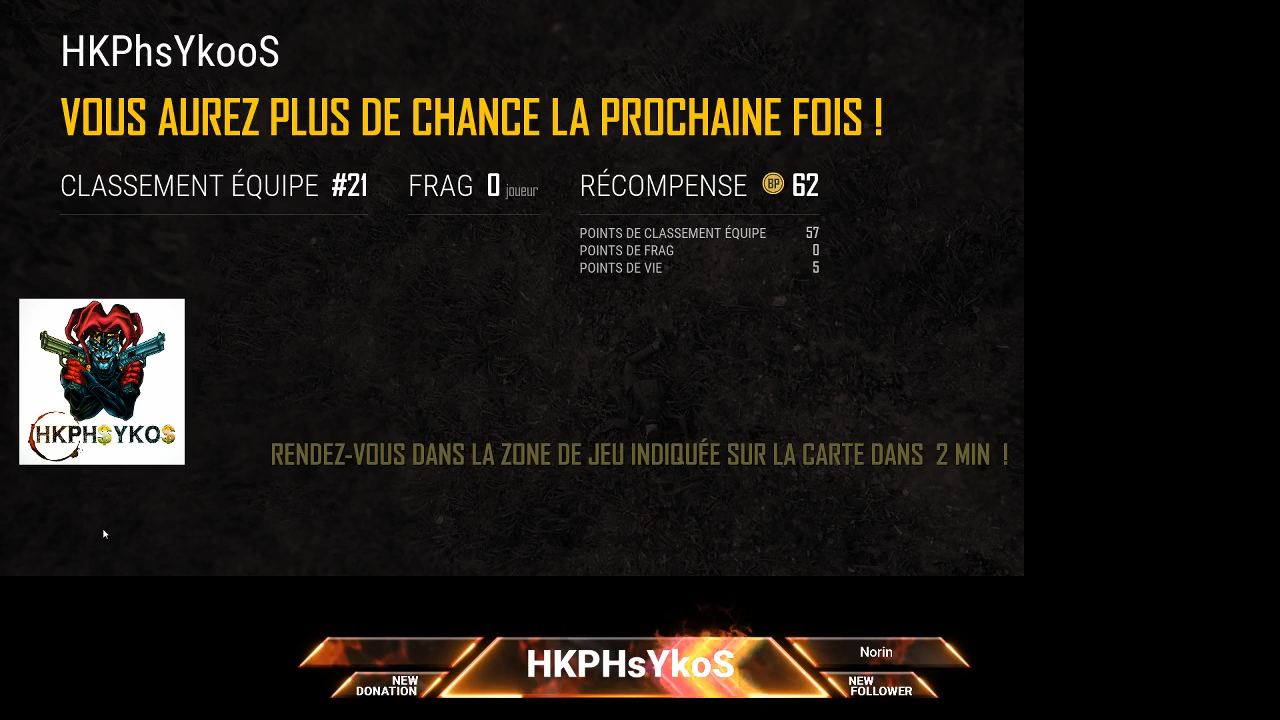 HKPhsYkooS
VOUS AUREZ PLUS DE CHANCE LA PROCHAINE FOIS !
CLASSEMENT ÉQUIPE #21 FRAG 0 joueur RÉCOMPENSE BP 62
POINTS DE CLASSEMENT ÉQUIPE 57
POINTS DE FRAG 0
POINTS DE VIE 5
HKPH$YKO$
RENDEZ-VOUS DANS LA ZONE DE JEU INDIQUÉE SUR LA CARTE DANS 2 MIN !
HKPHsYkoS
NEW
DONATION
Norin
NEW
FOLLOWER